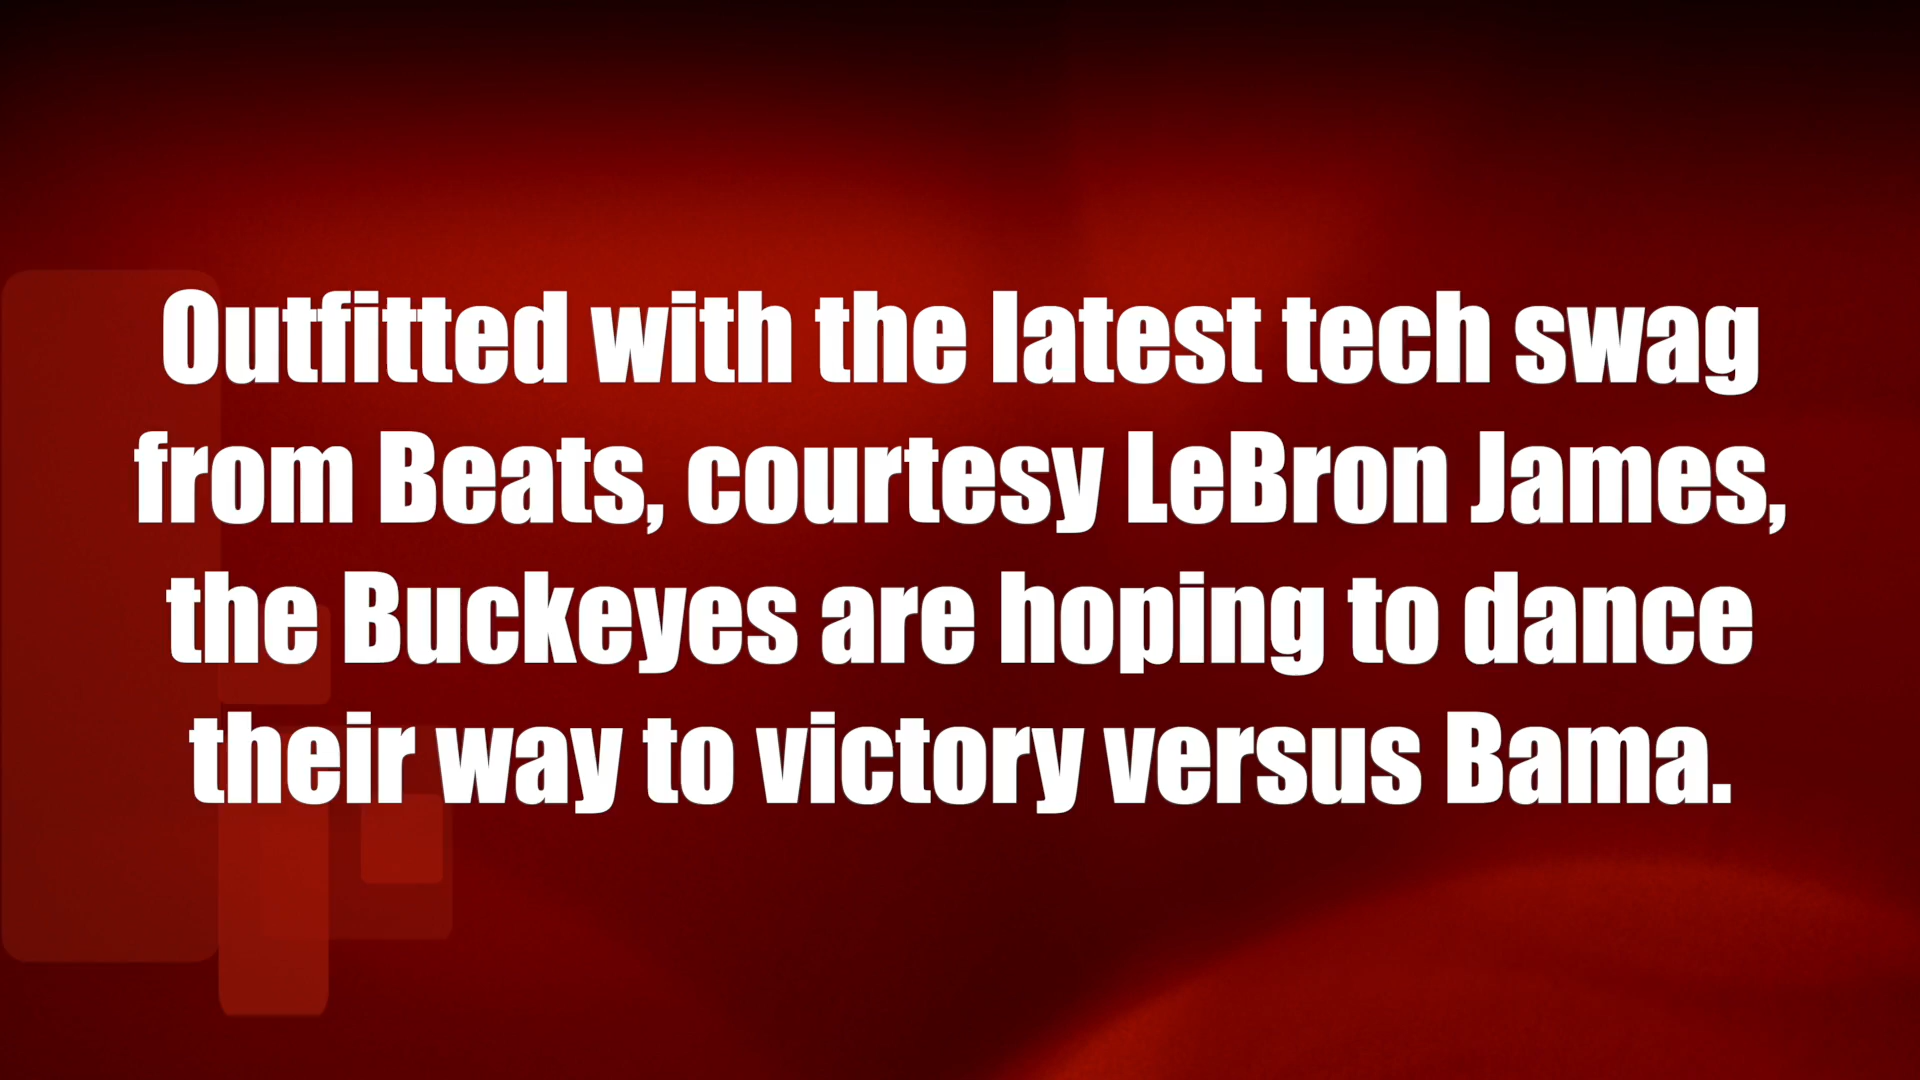 Outfitted with the latest tech swag
from Beats, courtesy LeBron James,
the Buckeyes are hoping to dance
their way to victory versus Bama.